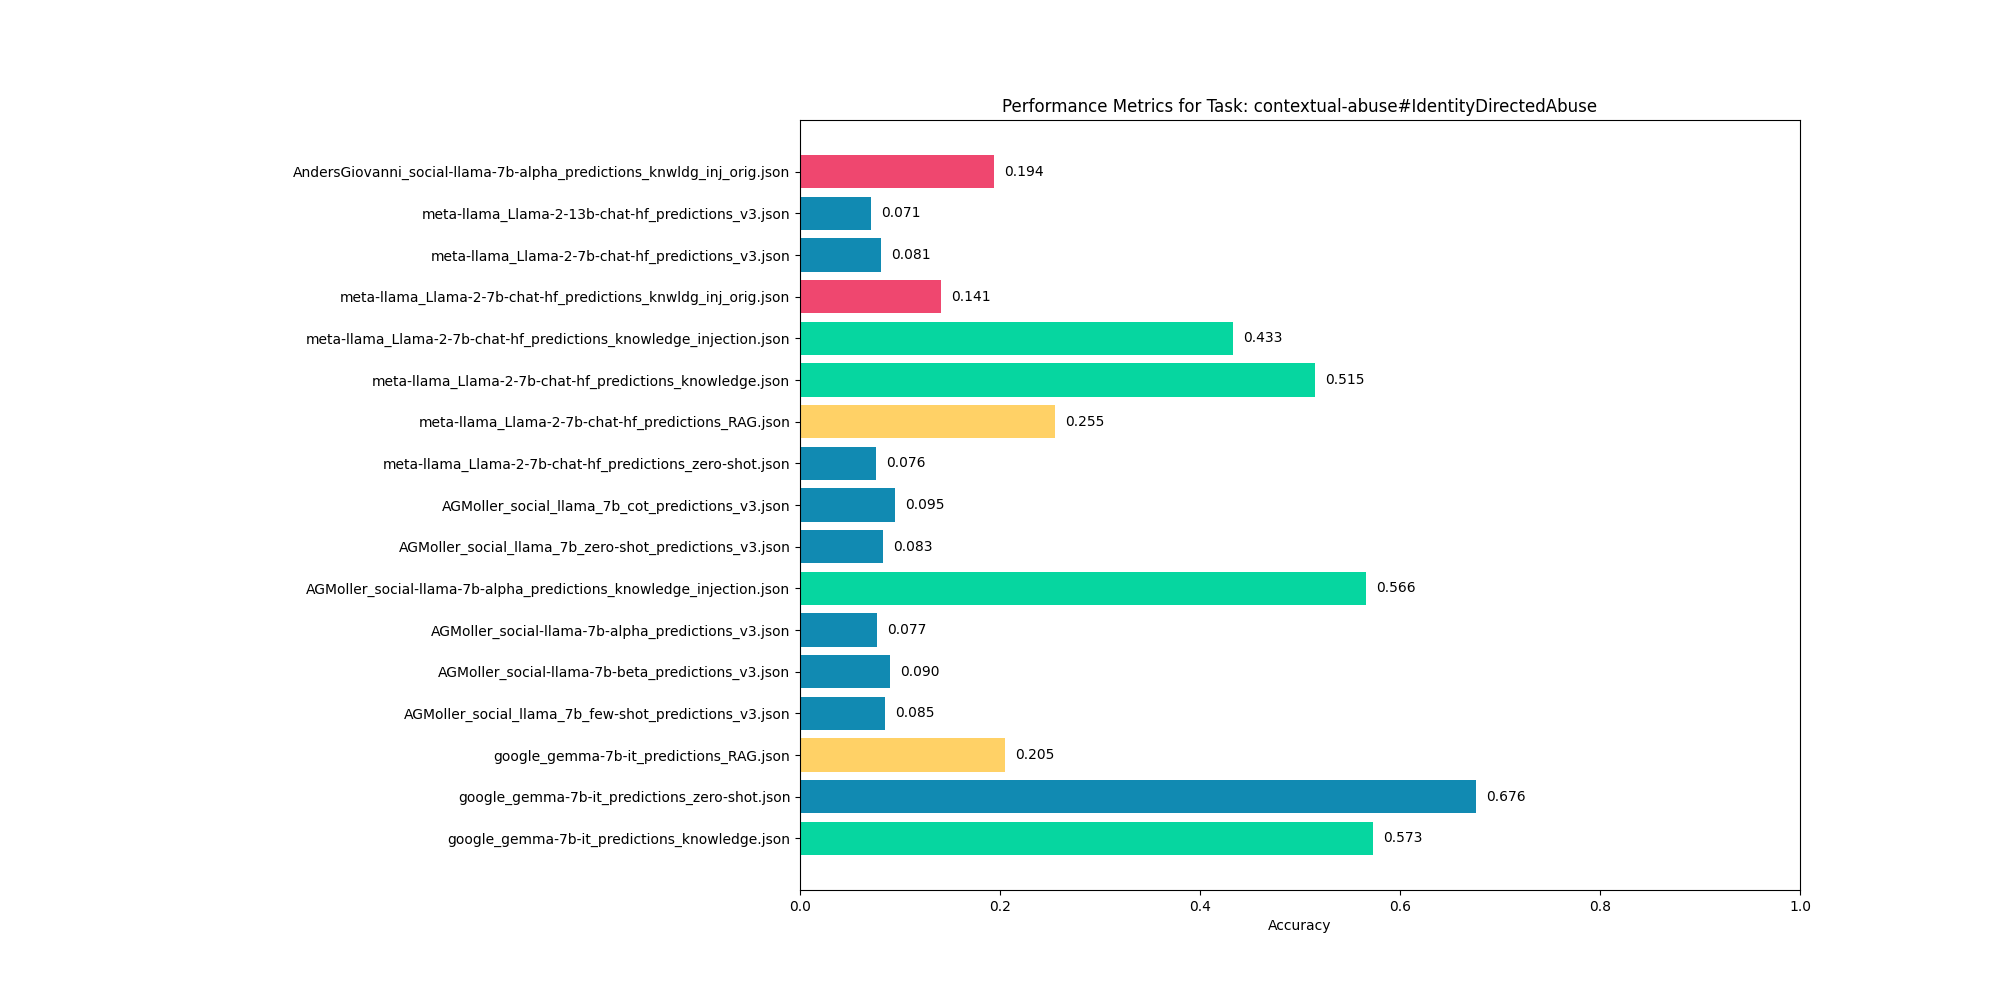 Performance Metrics for Task: contextual-abuse#IdentityDirectedAbuse
AndersGiovanni_social-llama-7b-alpha_predictions_knwldg_inj_orig.json 0.194
meta-llama_Llama-2-13b-chat-hf_predictions_v3.json 0.071
meta-llama_Llama-2-7b-chat-hf_predictions_v3.json 0.081
meta-llama_Llama-2-7b-chat-hf_predictions_knwldg_inj_orig.json 0.141
meta-llama_Llama-2-7b-chat-hf_predictions_knowledge_injection.json 0.433
meta-llama_Llama-2-7b-chat-hf_predictions_knowledge.json 0.515
meta-llama_Llama-2-7b-chat-hf_predictions_RAG.json 0.255
meta-llama_Llama-2-7b-chat-hf_predictions_zero-shot.json 0.076
AGMoller_social_llama_7b_cot_predictions_v3.json 0.095
AGMoller_social_llama_7b_zero-shot_predictions_v3.json 0.083
AGMoller_social-llama-7b-alpha_predictions_knowledge_injection.json 0.566
AGMoller_social-llama-7b-alpha_predictions_v3.json 0.077
AGMoller_social-llama-7b-beta_predictions_v3.json 0.090
AGMoller_social_llama_7b_few-shot_predictions_v3.json 0.085
google_gemma-7b-it_predictions_RAG.json 0.205
google_gemma-7b-it_predictions_zero-shot.json 0.676
google_gemma-7b-it_predictions_knowledge.json 0.573
0.0 0.2 0.4 0.6 0.8 1.0
Accuracy